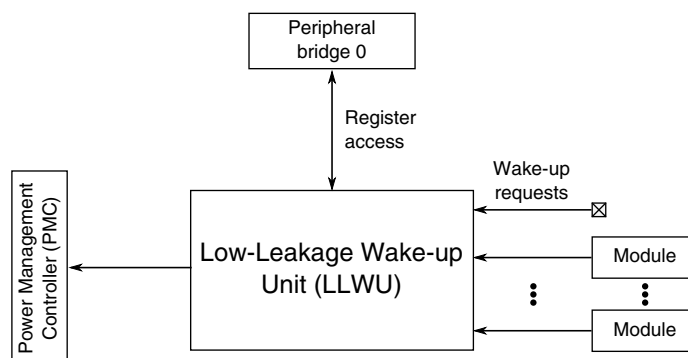 Peripheral
bridge 0
Register
access
Wake-up
requests
Power Management
Controller (PMC)
Low-Leakage Wake-up
Unit (LLWU)
Module
Module